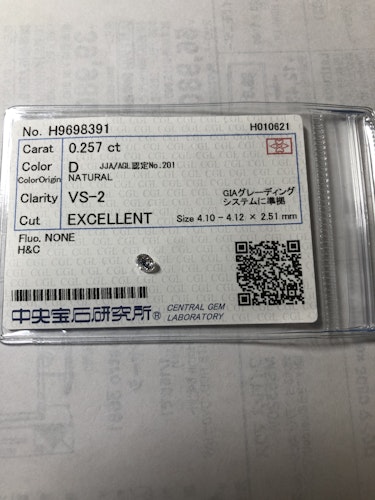 No. H9698391 H010621
Carat 0.257 ct
Color D JJA/AGL認定No.201
ColorOrigin NATURAL
Clarity VS-2 GIAグレーディング
システムに準拠
Cut EXCELLENT Size 4.10 - 4.12 × 2.51 mm
Fluo. NONE
H&C
中央宝石研究所® CENTRAL GEM
LABORATORY